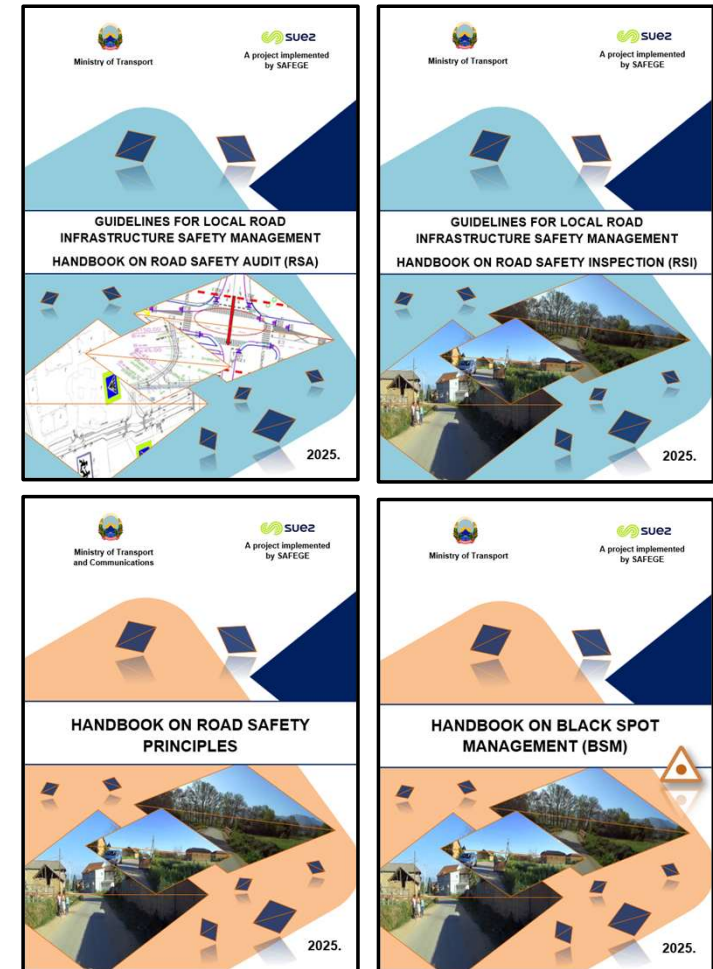 Ministry of Transport
suez
A project implemented
by SAFEGE
GUIDELINES FOR LOCAL ROAD
INFRASTRUCTURE SAFETY MANAGEMENT
HANDBOOK ON ROAD SAFETY AUDIT (RSA)
2025.
Ministry of Transport
suez
A project implemented
by SAFEGE
GUIDELINES FOR LOCAL ROAD
INFRASTRUCTURE SAFETY MANAGEMENT
HANDBOOK ON ROAD SAFETY INSPECTION (RSI)
2025.
Ministry of Transport
and Communications
suez
A project implemented
by SAFEGE
HANDBOOK ON ROAD SAFETY
PRINCIPLES
2025.
Ministry of Transport
suez
A project implemented
by SAFEGE
HANDBOOK ON BLACK SPOT
MANAGEMENT (BSM)
2025.